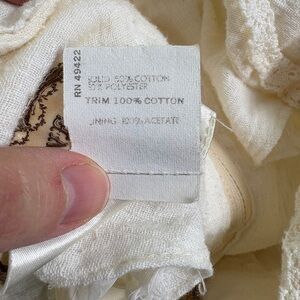 RN 49422
SOLID 50% COTTON
50% POLYESTER
TRIM 100% COTTON
LINING 100% ACETATE